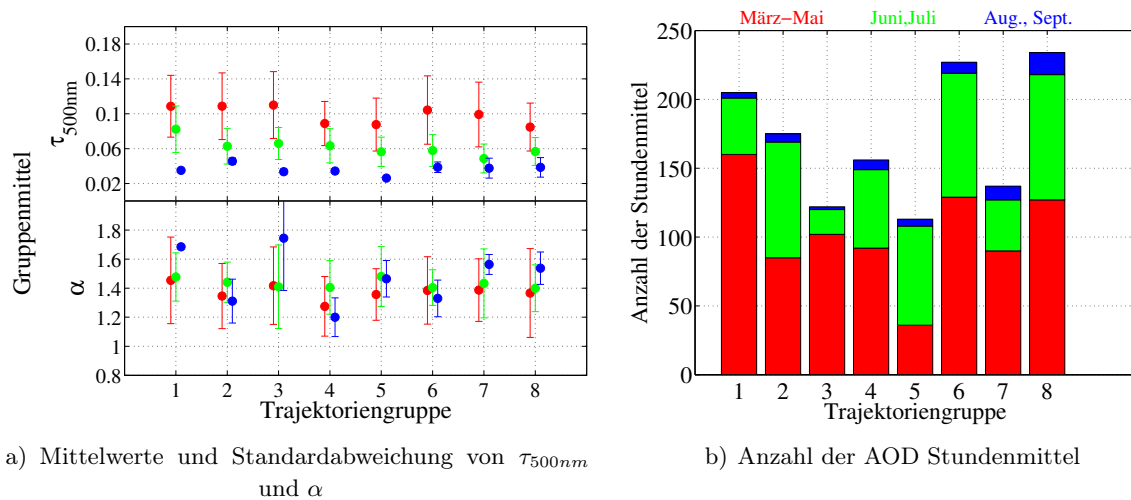 März−Mai Juni,Juli Aug., Sept.
Gruppenmittel
τ500nm
0.18
0.14
0.1
0.06
0.02
α
1.8
1.6
1.4
1.2
1
0.8
1 2 3 4 5 6 7 8
Trajektoriengruppe
a) Mittelwerte und Standardabweichung von τ500nm
und α
Anzahl der Stundenmittel
250
200
150
100
50
0
1 2 3 4 5 6 7 8
Trajektoriengruppe
b) Anzahl der AOD Stundenmittel